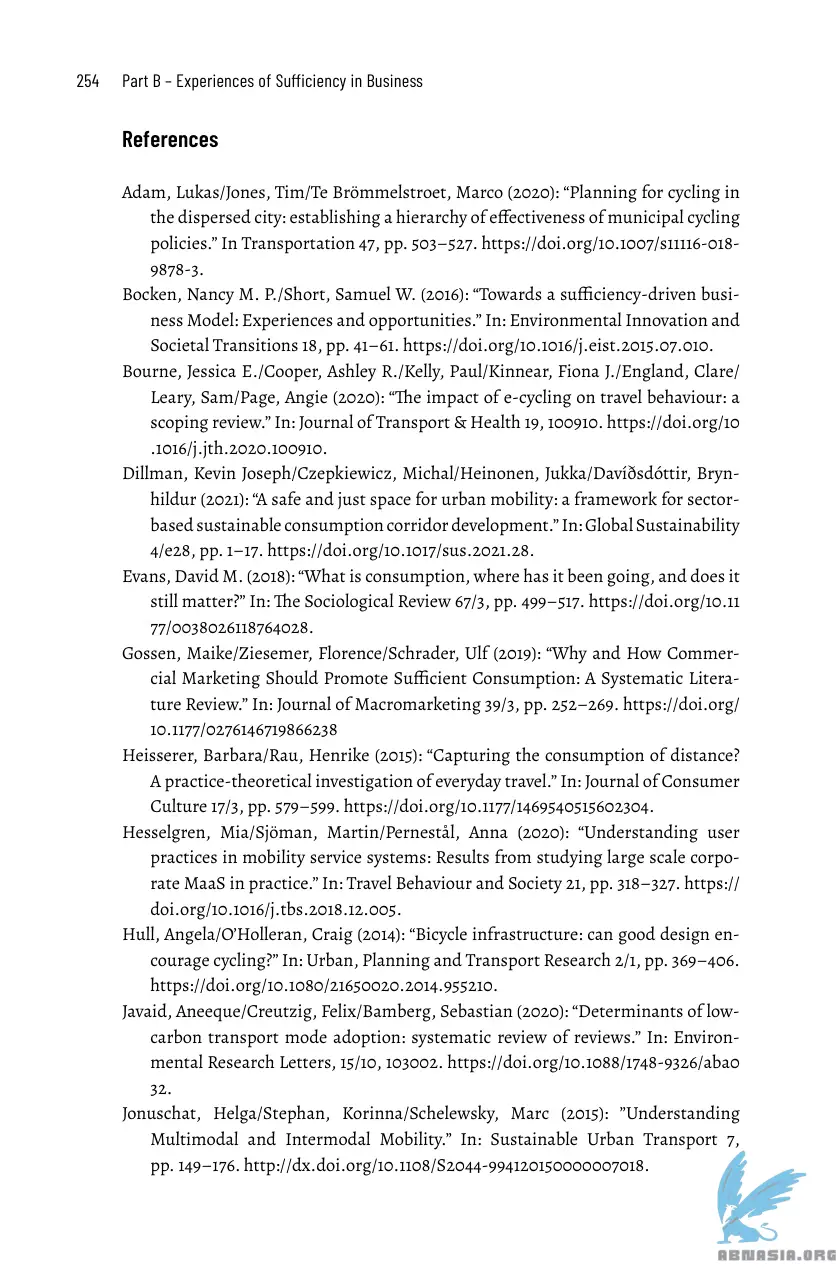 254 Part B – Experiences of Sufficiency in Business
References
Adam, Lukas/Jones, Tim/Te Brömmelstroet, Marco (2020): “Planning for cycling in
the dispersed city: establishing a hierarchy of effectiveness of municipal cycling
policies.” In Transportation 47, pp. 503–527. https://doi.org/10.1007/s11116-018-
9878-3.
Bocken, Nancy M. P./Short, Samuel W. (2016): “Towards a sufficiency-driven busi-
ness Model: Experiences and opportunities.” In: Environmental Innovation and
Societal Transitions 18, pp. 41–61. https://doi.org/10.1016/j.eist.2015.07.010.
Bourne, Jessica E./Cooper, Ashley R./Kelly, Paul/Kinnear, Fiona J./England, Clare/
Leary, Sam/Page, Angie (2020): “The impact of e-cycling on travel behaviour: a
scoping review.” In: Journal of Transport & Health 19, 100910. https://doi.org/10
.1016/j.jth.2020.100910.
Dillman, Kevin Joseph/Czepkiewicz, Michal/Heinonen, Jukka/Davíðsdóttir, Bryn-
hildur (2021): “A safe and just space for urban mobility: a framework for sector-
based sustainable consumption corridor development.” In: Global Sustainability
4/e28, pp. 1–17. https://doi.org/10.1017/sus.2021.28.
Evans, David M. (2018): “What is consumption, where has it been going, and does it
still matter?” In: The Sociological Review 67/3, pp. 499–517. https://doi.org/10.11
77/0038026118764028.
Gossen, Maike/Ziesemer, Florence/Schrader, Ulf (2019): “Why and How Commer-
cial Marketing Should Promote Sufficient Consumption: A Systematic Litera-
ture Review.” In: Journal of Macromarketing 39/3, pp. 252–269. https://doi.org/
10.1177/0276146719866238
Heisserer, Barbara/Rau, Henrike (2015): “Capturing the consumption of distance?
A practice-theoretical investigation of everyday travel.” In: Journal of Consumer
Culture 17/3, pp. 579–599. https://doi.org/10.1177/1469540515602304.
Hesselgren, Mia/Sjöman, Martin/Pernestål, Anna (2020): “Understanding user
practices in mobility service systems: Results from studying large scale corpo-
rate MaaS in practice.” In: Travel Behaviour and Society 21, pp. 318–327. https://
doi.org/10.1016/j.tbs.2018.12.005.
Hull, Angela/O’Holleran, Craig (2014): “Bicycle infrastructure: can good design en-
courage cycling?” In: Urban, Planning and Transport Research 2/1, pp. 369–406.
https://doi.org/10.1080/21650020.2014.955210.
Javaid, Aneeque/Creutzig, Felix/Bamberg, Sebastian (2020): “Determinants of low-
carbon transport mode adoption: systematic review of reviews.” In: Environ-
mental Research Letters, 15/10, 103002. https://doi.org/10.1088/1748-9326/aba0
32.
Jonuschat, Helga/Stephan, Korinna/Schelewsky, Marc (2015): ”Understanding
Multimodal and Intermodal Mobility.” In: Sustainable Urban Transport 7,
pp. 149–176. http://dx.doi.org/10.1108/S2044-994120150000007018.
ABNASIA.ORG